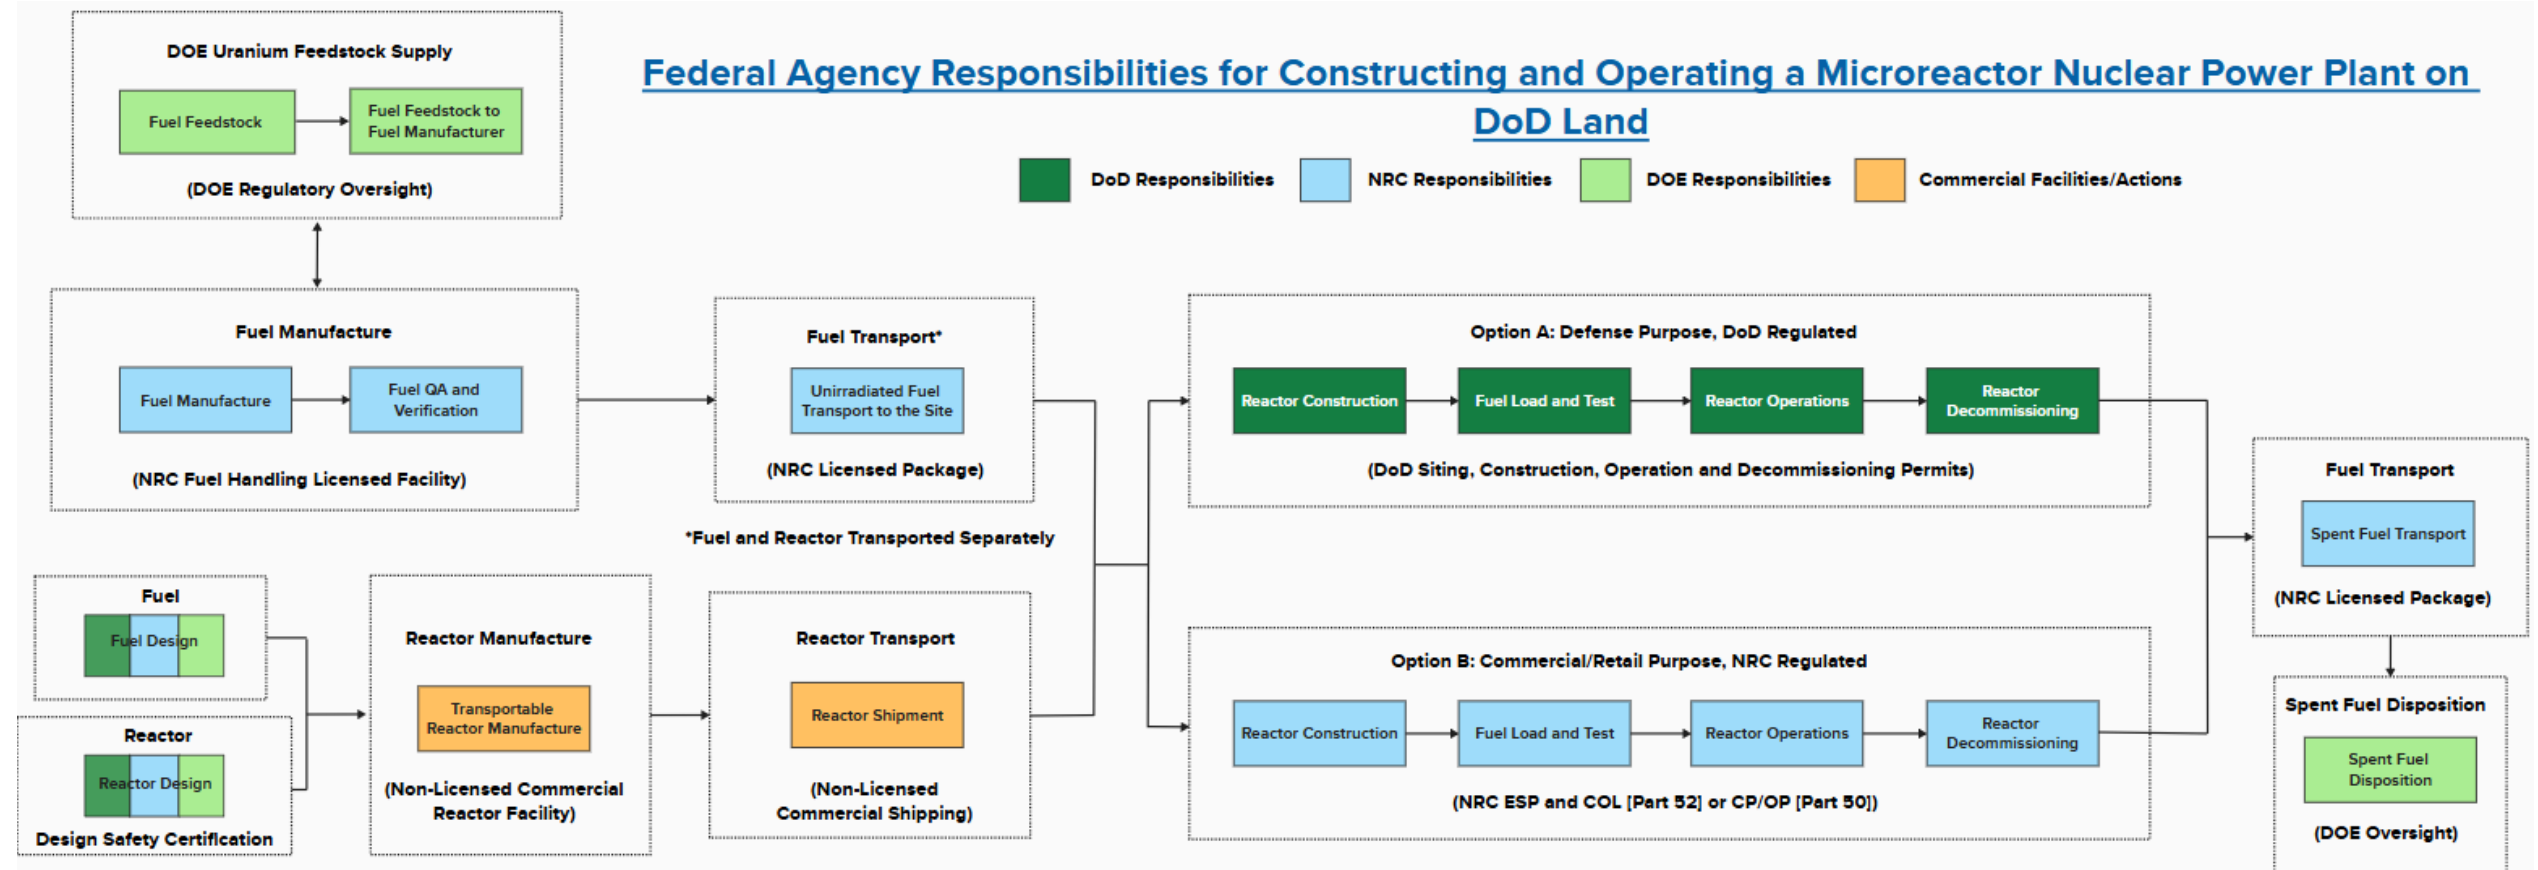 Federal Agency Responsibilities for Constructing and Operating a Microreactor Nuclear Power Plant on
DoD Land
DoD Responsibilities
NRC Responsibilities
DOE Responsibilities
Commercial Facilities/Actions
DOE Uranium Feedstock Supply
Fuel Feedstock
Fuel Feedstock to
Fuel Manufacturer
(DOE Regulatory Oversight)
Fuel Manufacture
Fuel Manufacture
Fuel QA and
Verification
(NRC Fuel Handling Licensed Facility)
Fuel Transport*
Unirradiated Fuel
Transport to the Site
(NRC Licensed Package)
*Fuel and Reactor Transported Separately
Fuel
Fuel Design
Reactor
Reactor Design
Design Safety Certification
Reactor Manufacture
Transportable
Reactor Manufacture
(Non-Licensed Commercial
Reactor Facility)
Reactor Transport
Reactor Shipment
(Non-Licensed
Commercial Shipping)
Option A: Defense Purpose, DoD Regulated
Reactor Construction
Fuel Load and Test
Reactor Operations
Reactor
Decommissioning
(DoD Siting, Construction, Operation and Decommissioning Permits)
Option B: Commercial/Retail Purpose, NRC Regulated
Reactor Construction
Fuel Load and Test
Reactor Operations
Reactor
Decommissioning
(NRC ESP and COL [Part 52] or CP/OP [Part 50])
Fuel Transport
Spent Fuel Transport
(NRC Licensed Package)
Spent Fuel Disposition
Spent Fuel
Disposition
(DOE Oversight)